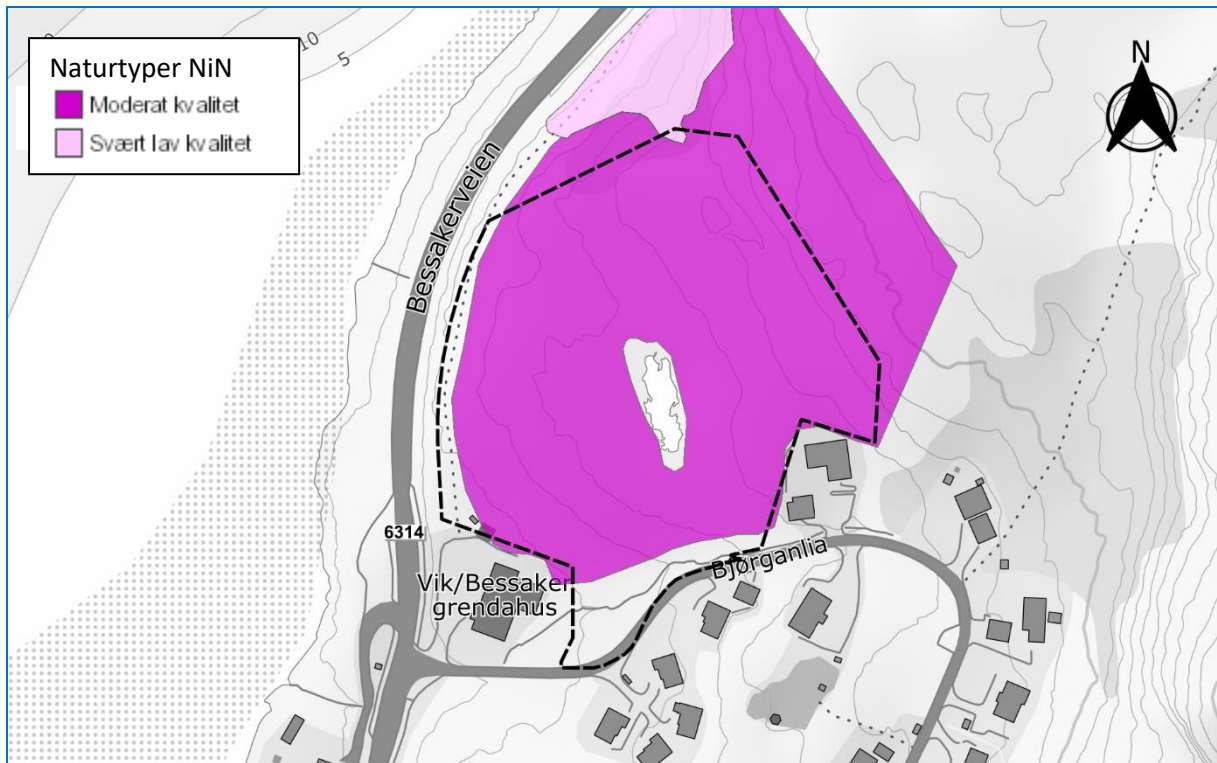 Naturtyper NiN
Moderat kvalitet
Svært lav kvalitet
10
5
N
Bessakerveien
6314
Vik/Bessaker
grendahus
Bjørganlia